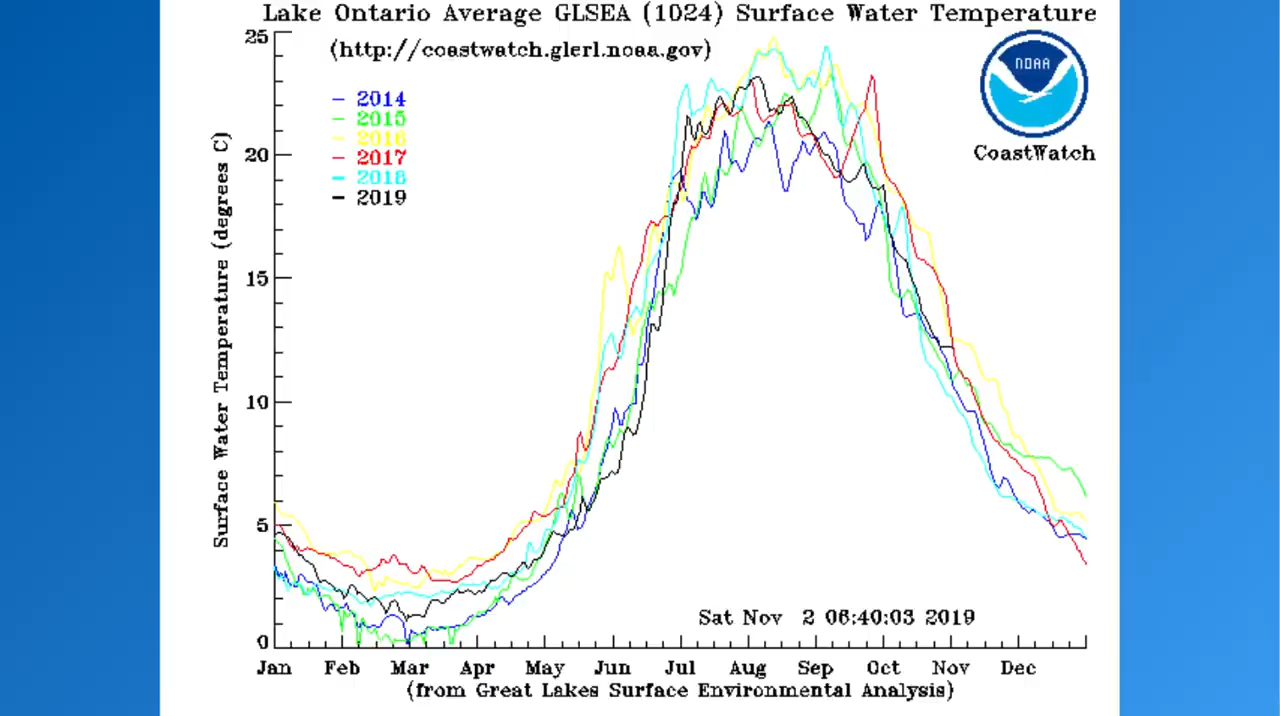 Lake Ontario Average GLSEA (1024) Surface Water Temperature
(http://coastwatch.glerl.noaa.gov)
25
20
15
10
5
0
Surface Water Temperature (degrees C)
2014
2015
2016
2017
2018
2019
NOAA
CoastWatch
Sat Nov 2 06:40:03 2019
Jan Feb Mar Apr May Jun Jul Aug Sep Oct Nov Dec
(from Great Lakes Surface Environmental Analysis)